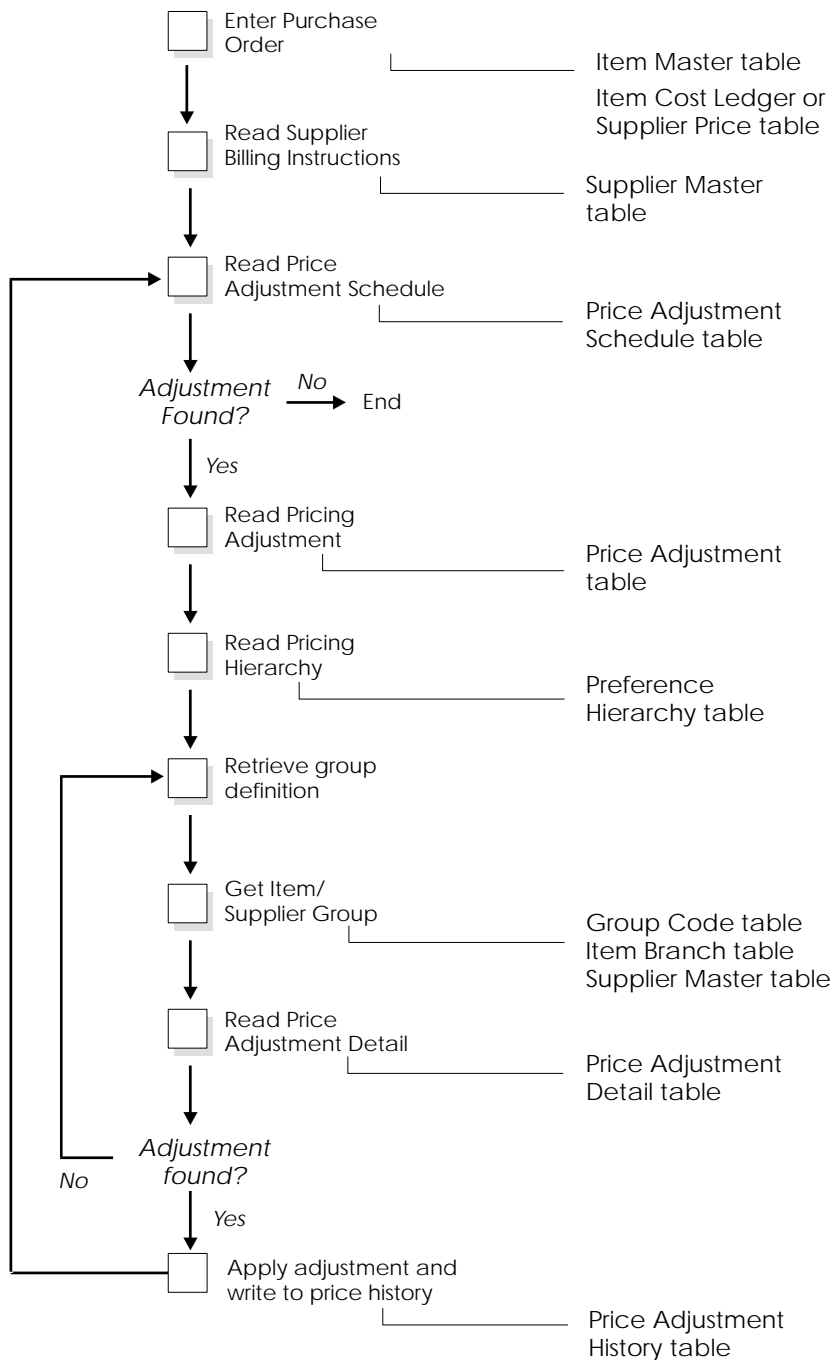 Enter Purchase
Order
Item Master table
Item Cost Ledger or
Supplier Price table
Read Supplier
Billing Instructions
Supplier Master
table
Read Price
Adjustment Schedule
Price Adjustment
Schedule table
Adjustment
Found?
No
End
Yes
Read Pricing
Adjustment
Price Adjustment
table
Read Pricing
Hierarchy
Preference
Hierarchy table
Retrieve group
definition
Get Item/
Supplier Group
Group Code table
Item Branch table
Supplier Master table
Read Price
Adjustment Detail
Price Adjustment
Detail table
Adjustment
found?
No
Yes
Apply adjustment and
write to price history
Price Adjustment
History table